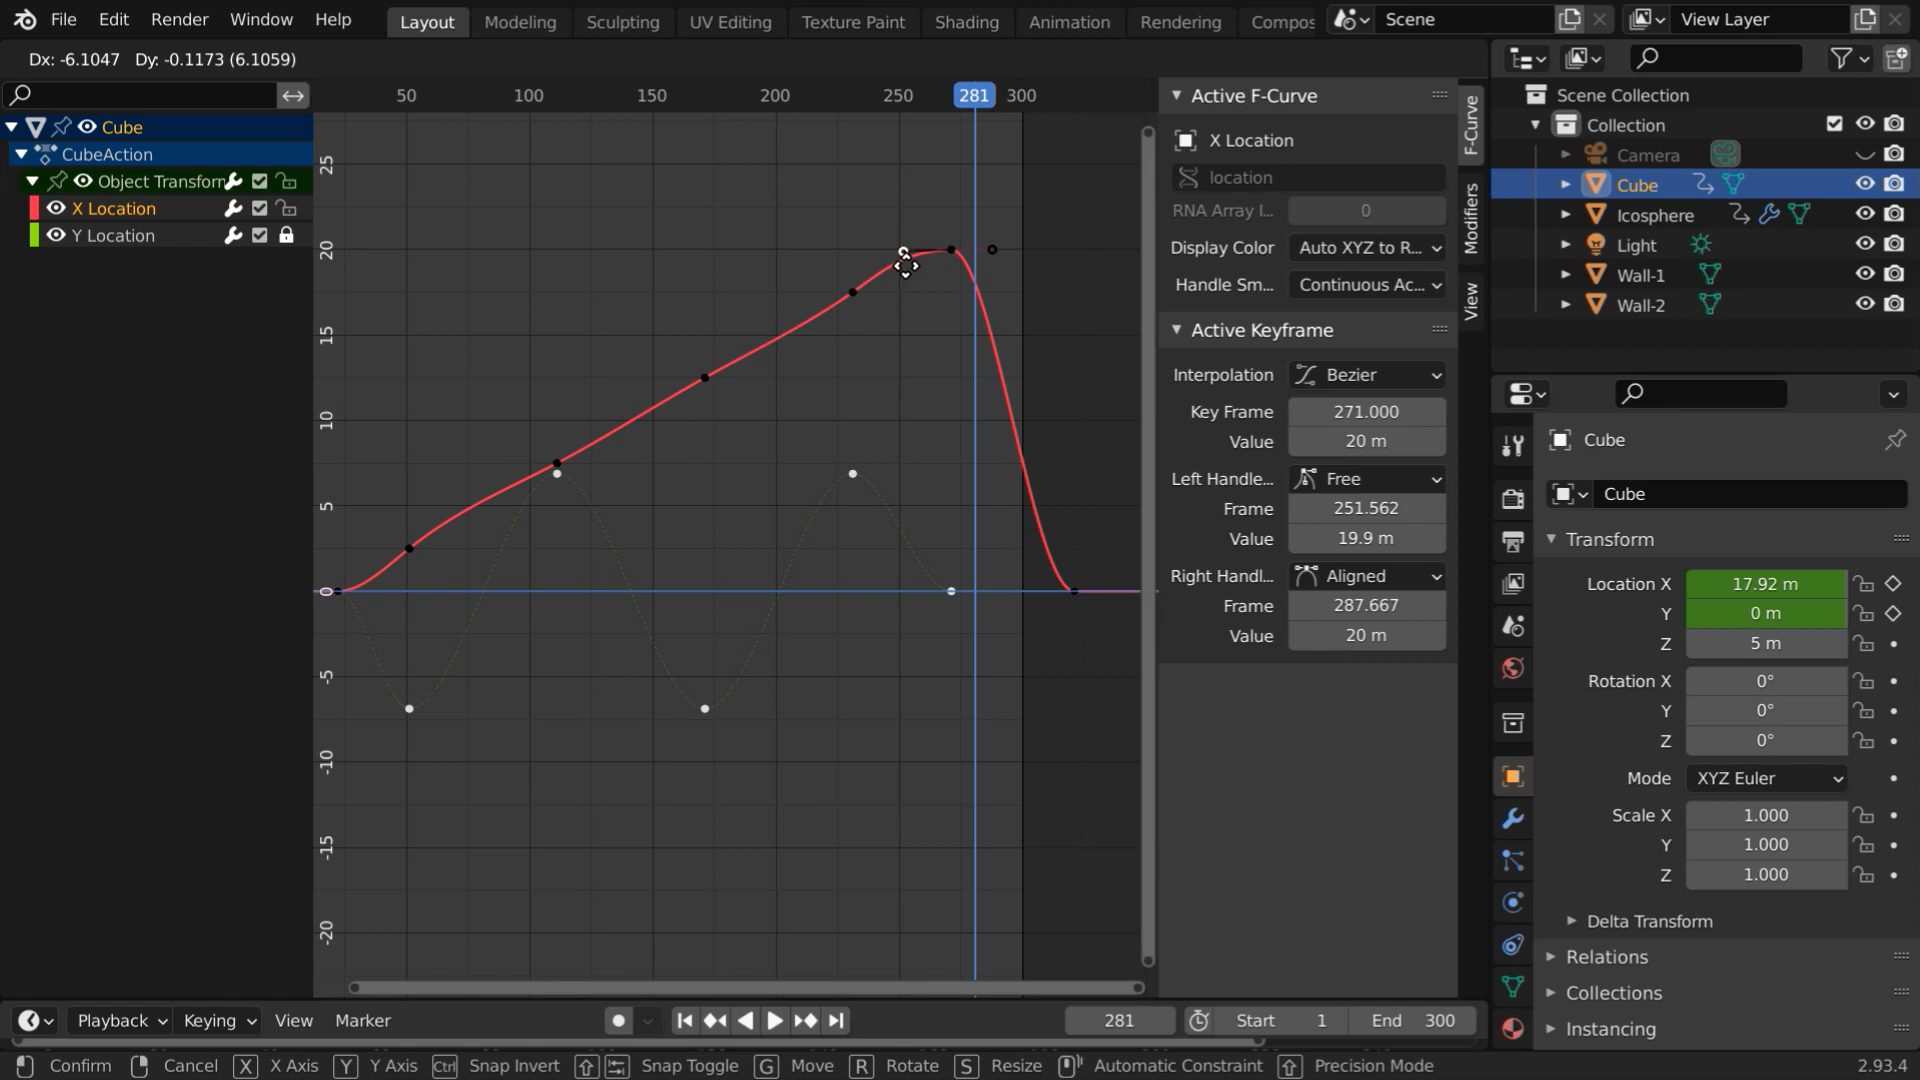 File Edit Render Window Help Layout Modeling Sculpting UV Editing Texture Paint Shading Animation Rendering Compos Scene View Layer
Dx: -6.1047 Dy: -0.1173 (6.1059)
50 100 150 200 250 281 300
Cube
CubeAction
Object Transform
X Location
Y Location
25
20
15
10
5
0
-5
-10
-15
-20
Active F-Curve
X Location
location
RNA Array I... 0
Display Color Auto XYZ to R...
Handle Sm... Continuous Ac...
Active Keyframe
Interpolation Bezier
Key Frame 271.000
Value 20 m
Left Handle... Free
Frame 251.562
Value 19.9 m
Right Handl... Aligned
Frame 287.667
Value 20 m
F-Curve
Modifiers
View
Scene Collection
Collection
Camera
Cube
Icosphere
Light
Wall-1
Wall-2
Cube
Cube
Transform
Location X 17.92 m
Y 0 m
Z 5 m
Rotation X 0°
Y 0°
Z 0°
Mode XYZ Euler
Scale X 1.000
Y 1.000
Z 1.000
Delta Transform
Relations
Collections
Instancing
Playback Keying View Marker 281 Start 1 End 300
Confirm Cancel X X Axis Y Y Axis Ctrl Snap Invert Snap Toggle G Move R Rotate S Resize Automatic Constraint Precision Mode 2.93.4